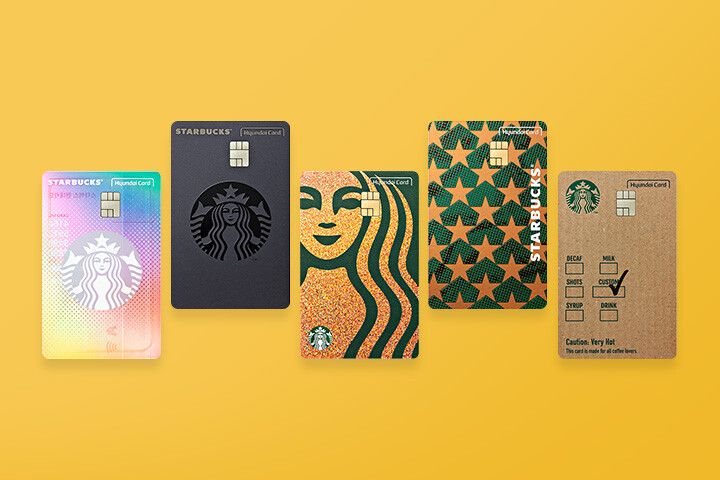 STARBUCKS® Hyundai Card
STARBUCKS® Hyundai Card
Hyundai Card
Hyundai Card
STARBUCKS®
Hyundai Card
DECAF MILK
SHOTS CUSTOM
SYRUP DRINK
Caution: Very Hot
This card is made for all coffee lovers.